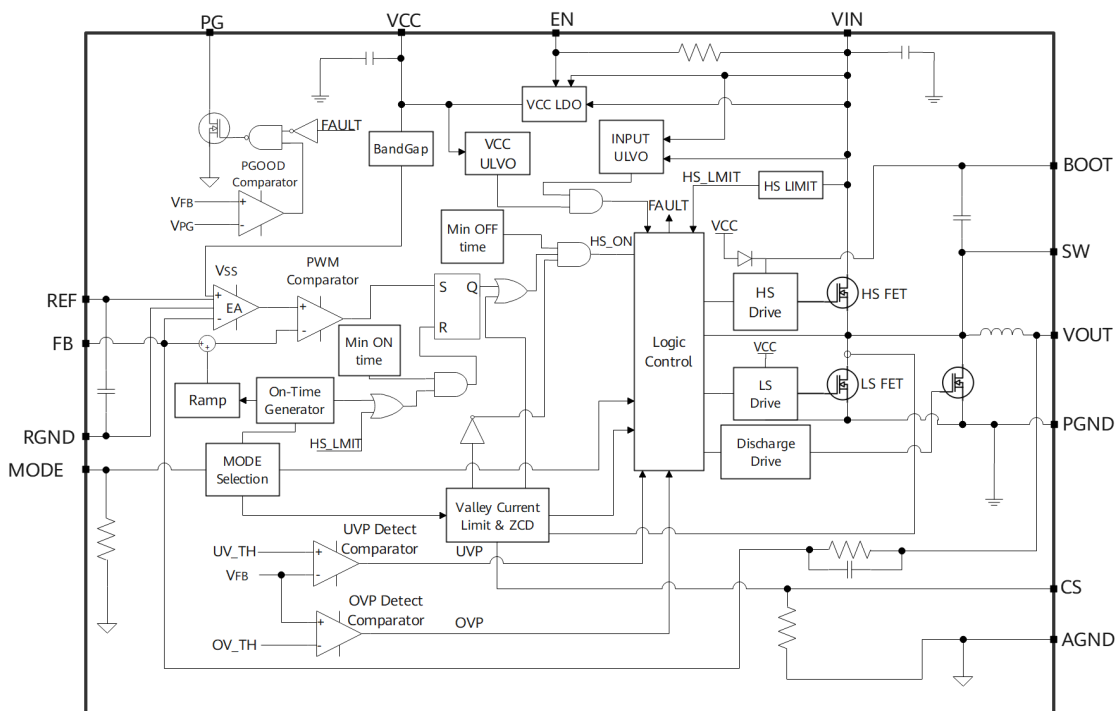 PG
VCC
EN
VIN
VCC LDO
FAULT
BandGap
VCC
ULVO
INPUT
ULVO
PGOOD
Comparator
HS_LMIT
HS LIMIT
BOOT
VFB
+
VPG
-
FAULT
Min OFF
time
HS_ON
VCC
SW
VSS
PWM
Comparator
REF
+
EA
-
-
+
-
S
Q
R
HS
Drive
HS FET
FB
+
+
Min ON
time
Logic
Control
VOUT
VCC
Ramp
On-Time
Generator
LS
Drive
LS FET
RGND
HS_LMIT
PGND
MODE
MODE
Selection
Discharge
Drive
Valley Current
Limit & ZCD
UVP Detect
Comparator
UV_TH
+
UVP
VFB
-
CS
OVP Detect
Comparator
+
OVP
OV_TH
-
AGND